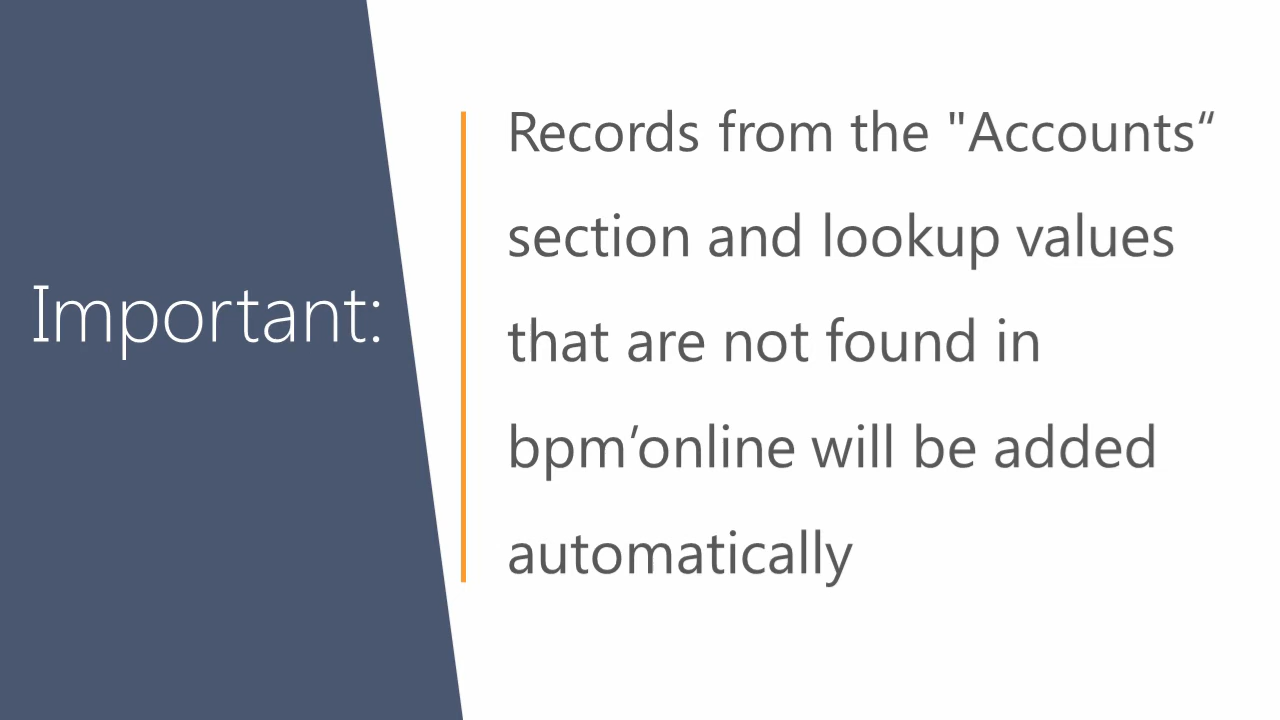 Important:
Records from the "Accounts“
section and lookup values
that are not found in
bpm’online will be added
automatically